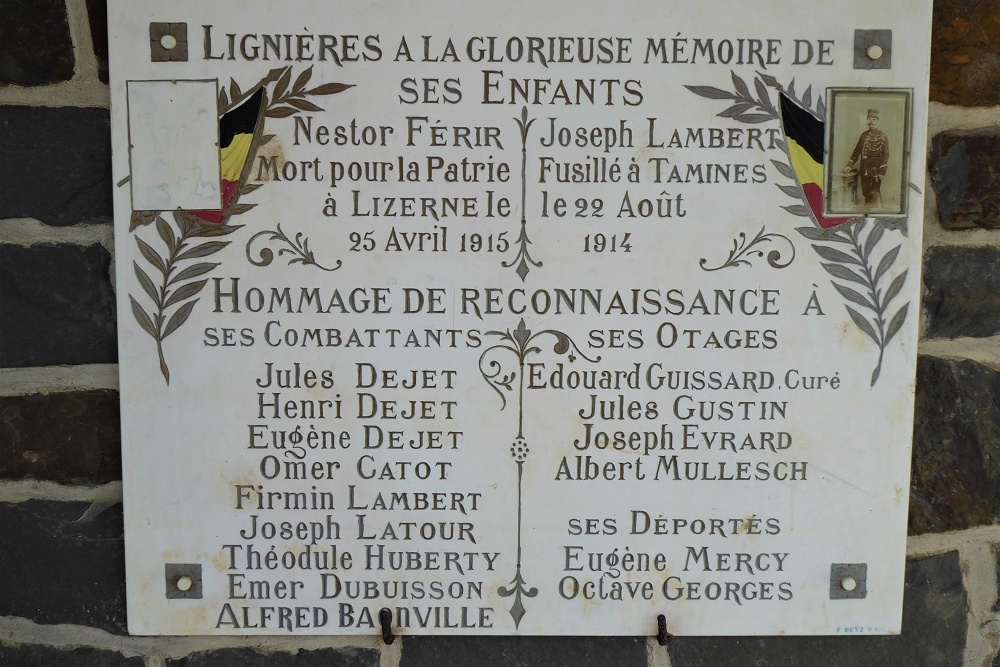 LIGNIÈRES A LA GLORIEUSE MÉMOIRE DE
SES ENFANTS
Nestor FÉRIR
Mort pour la Patrie
à LIZERNE le
25 Avril 1915
Joseph LAMBERT
Fusillé à TAMINES
le 22 Août
1914
HOMMAGE DE RECONNAISSANCE À
SES COMBATTANTS
Jules DEJET
Henri DEJET
Eugène DEJET
Omer CATOT
Firmin LAMBERT
Joseph LATOUR
Théodule HUBERTY
Emer DUBUISSON
ALFRED BAONVILLE
SES OTAGES
Edouard GUISSARD. Curé
Jules GUSTIN
Joseph EVRARD
Albert MULLESCH
SES DÉPORTÉS
Eugène MERCY
Octave GEORGES
F. BETZ